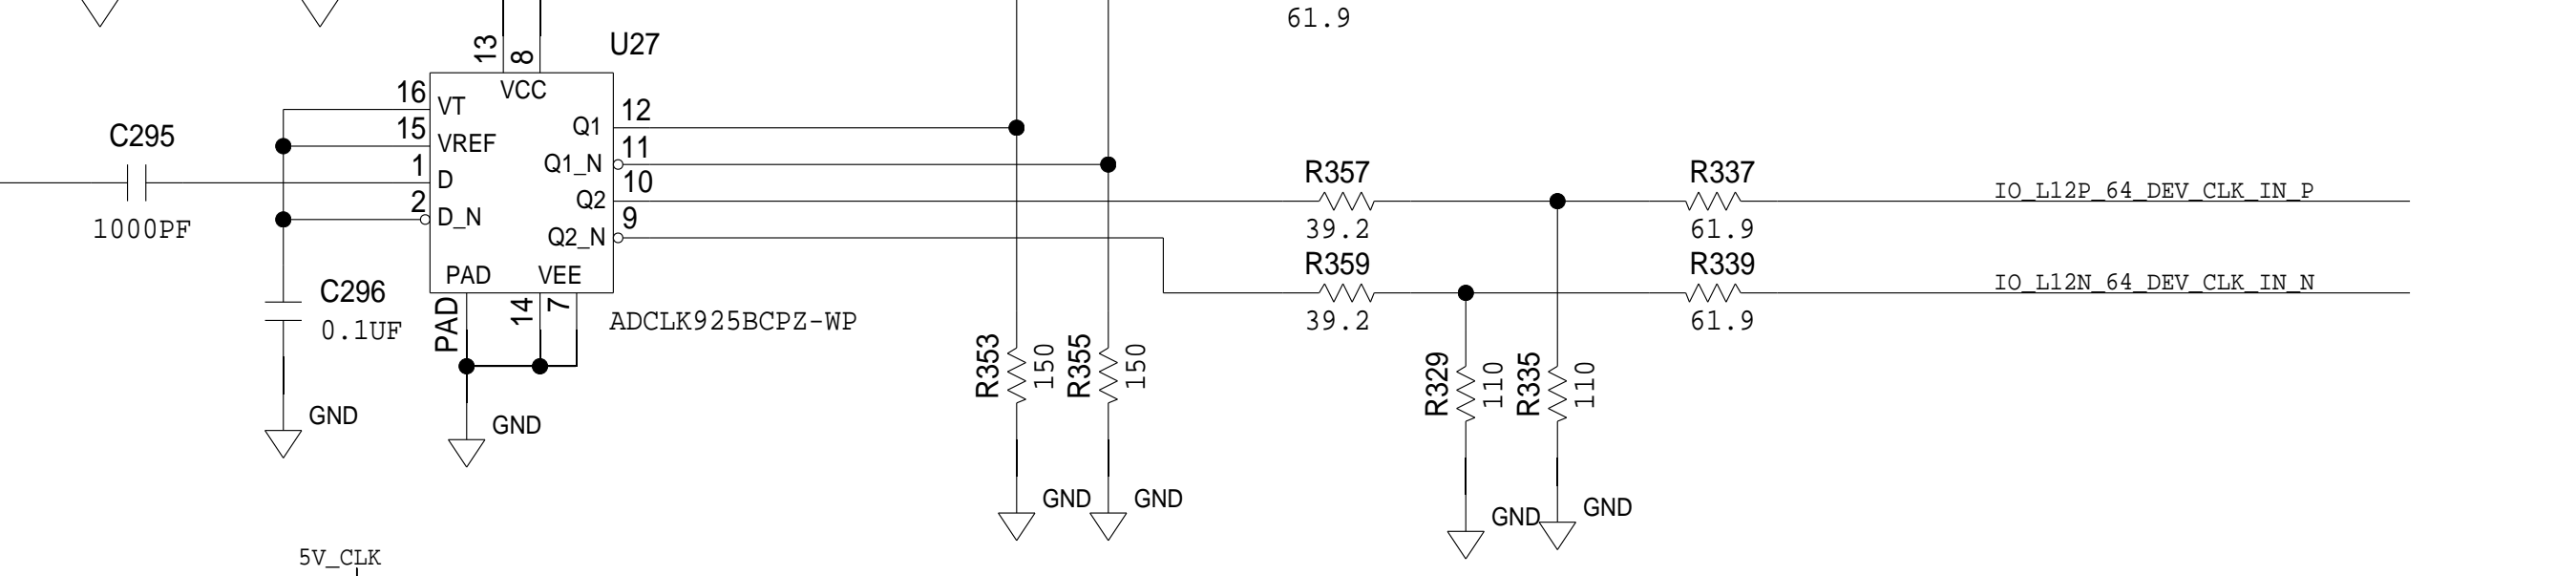 61.9
U27
13
8
VCC
16
VT
12
Q1
15
VREF
11
Q1_N
C295
1
D
10
Q2
1000PF
2
D_N
9
Q2_N
R357
39.2
R337
61.9
IO_L12P_64_DEV_CLK_IN_P
R359
39.2
R339
61.9
IO_L12N_64_DEV_CLK_IN_N
PAD
VEE
C296
0.1UF
PAD
14
7
ADCLK925BCPZ-WP
R353
150
R355
150
R329
110
R335
110
GND
GND
GND
GND
GND
GND
5V_CLK